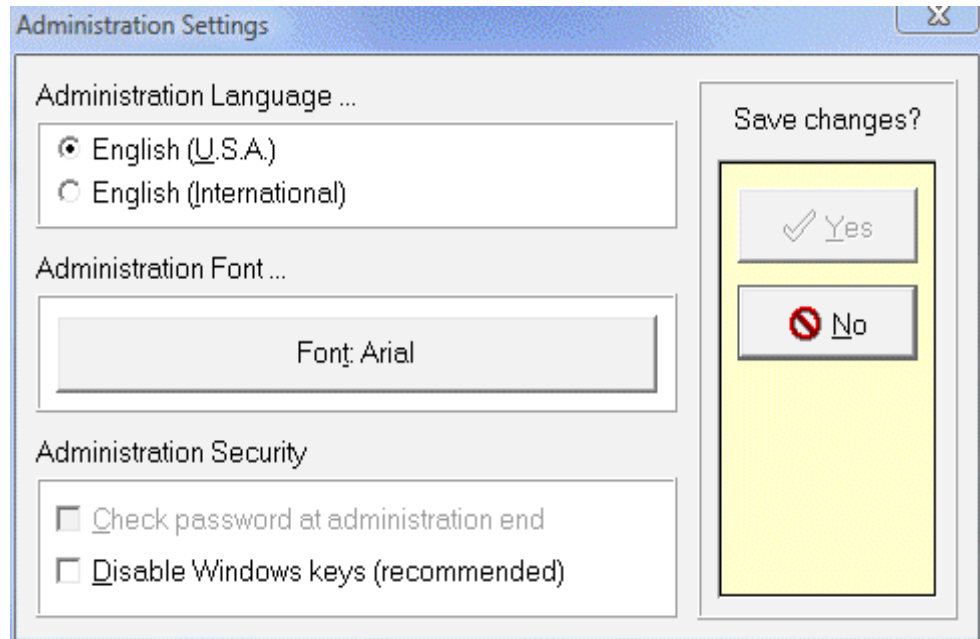 Administration Settings
Administration Language ...
English (U.S.A.)
English (International)
Administration Font ...
Font: Arial
Administration Security
Check password at administration end
Disable Windows keys (recommended)
Save changes?
Yes
No